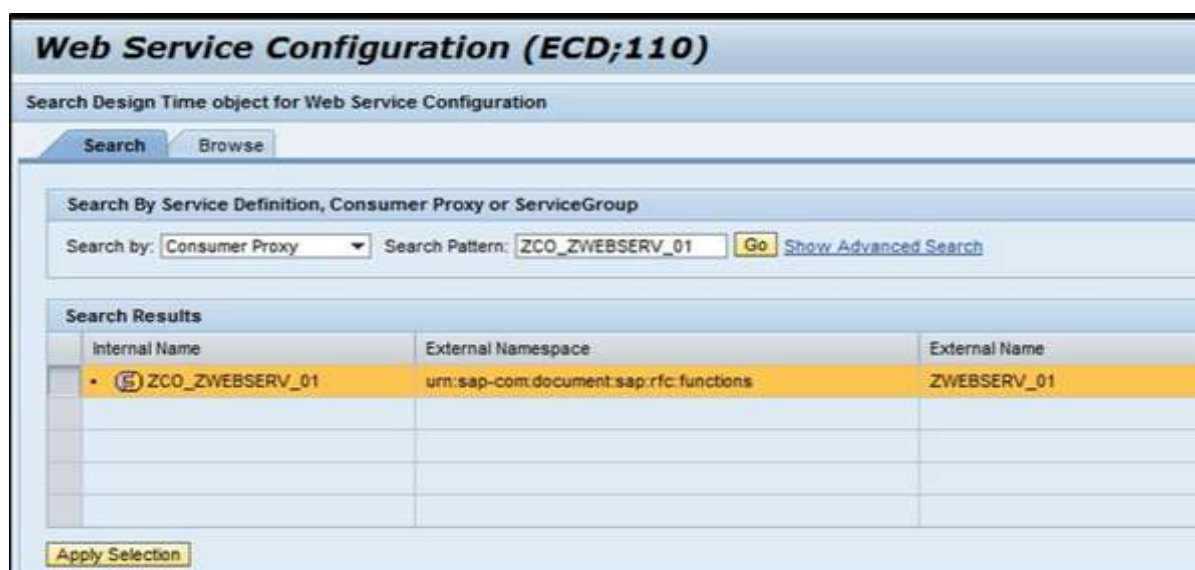 Web Service Configuration (ECD;110)
Search Design Time object for Web Service Configuration
Search Browse
Search By Service Definition, Consumer Proxy or ServiceGroup
Search by: Consumer Proxy Search Pattern: ZCO_ZWEBSERV_01 Go Show Advanced Search
Search Results
Internal Name External Namespace External Name
ZCO_ZWEBSERV_01 urn:sap-com:document:sap:rfc:functions ZWEBSERV_01
Apply Selection